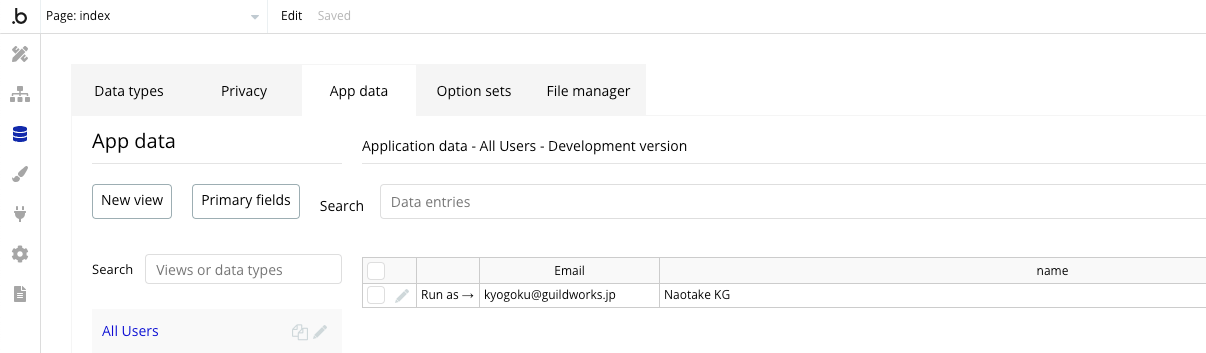 .b Page: index Edit Saved
Data types Privacy App data Option sets File manager
App data
Application data - All Users - Development version
New view Primary fields Search Data entries
Search Views or data types
Email name
Run as → kyogoku@guildworks.jp Naotake KG
All Users